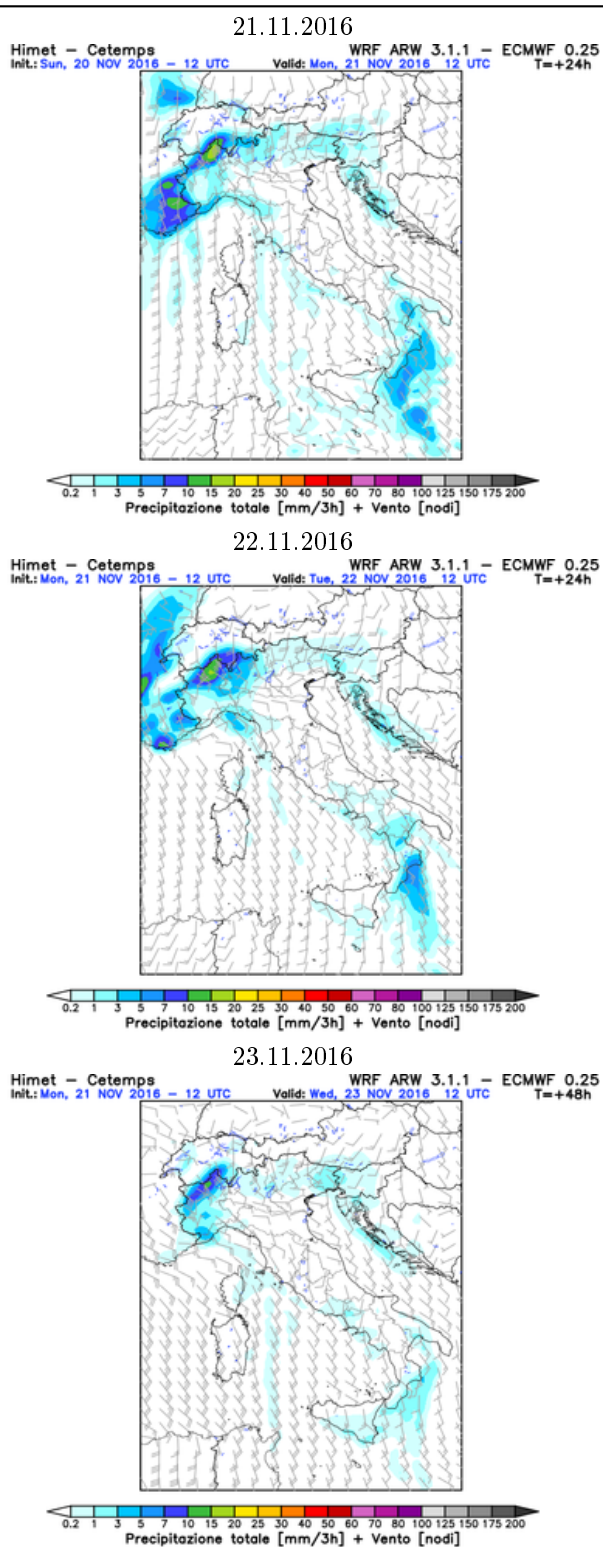 21.11.2016
Himet – Cetemps WRF ARW 3.1.1 – ECMWF 0.25
Init.: Sun, 20 NOV 2016 – 12 UTC Valid: Mon, 21 NOV 2016 12 UTC T=+24h
0.2 1 3 5 7 10 15 20 25 30 40 50 60 70 80 100 125 150 175 200
Precipitazione totale [mm/3h] + Vento [nodi]
22.11.2016
Himet – Cetemps WRF ARW 3.1.1 – ECMWF 0.25
Init.: Mon, 21 NOV 2016 – 12 UTC Valid: Tue, 22 NOV 2016 12 UTC T=+24h
0.2 1 3 5 7 10 15 20 25 30 40 50 60 70 80 100 125 150 175 200
Precipitazione totale [mm/3h] + Vento [nodi]
23.11.2016
Himet – Cetemps WRF ARW 3.1.1 – ECMWF 0.25
Init.: Mon, 21 NOV 2016 – 12 UTC Valid: Wed, 23 NOV 2016 12 UTC T=+48h
0.2 1 3 5 7 10 15 20 25 30 40 50 60 70 80 100 125 150 175 200
Precipitazione totale [mm/3h] + Vento [nodi]